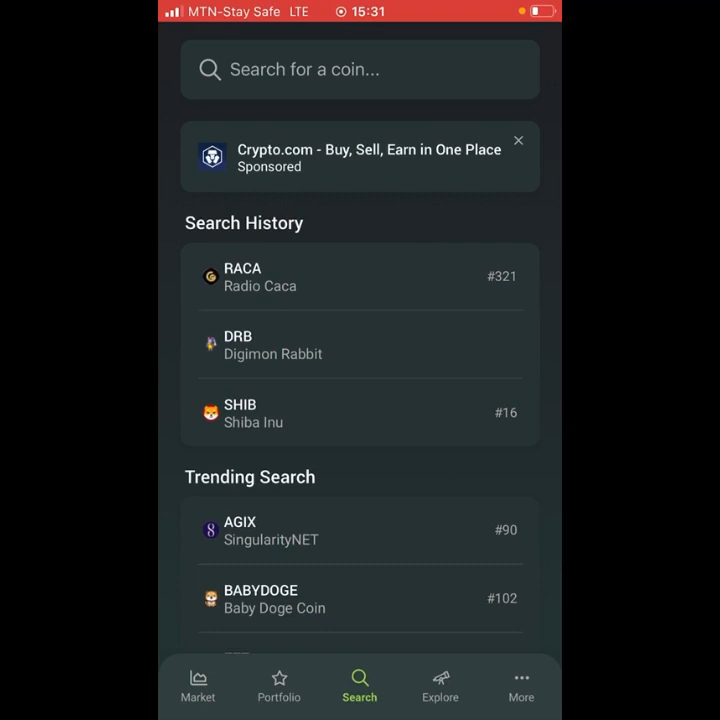 MTN-Stay Safe LTE 15:31
Search for a coin...
Crypto.com - Buy, Sell, Earn in One Place
Sponsored
Search History
RACA
Radio Caca
#321
DRB
Digimon Rabbit
SHIB
Shiba Inu
#16
Trending Search
AGIX
SingularityNET
#90
BABYDOGE
Baby Doge Coin
#102
Market Portfolio Search Explore More